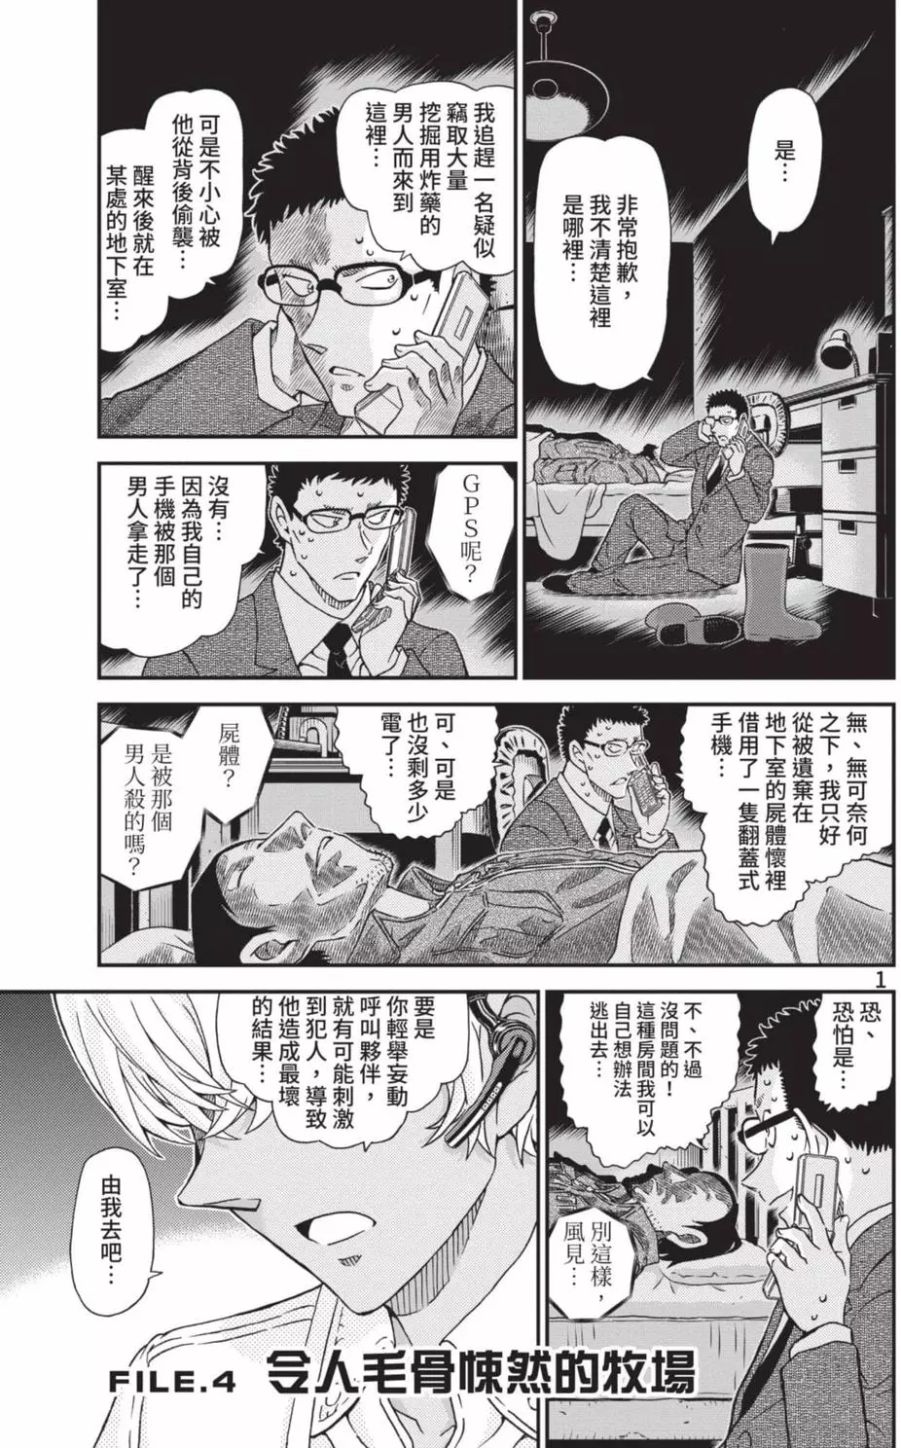 是…
非常抱歉，
我不清楚這裡
是哪裡…
我追趕一名疑似
竊取大量
挖掘用炸藥的
男人而來到
這裡…
可是不小心被
他從背後偷襲…
醒來後就在
某處的地下室…
GPS呢？
沒有…
因為我自己的
手機被那個
男人拿走了…
無、無可奈何
之下，我只好
從被遺棄在
地下室的屍體懷裡
借用了一隻翻蓋式
手機…
可、可是
也沒剩多少
電了…
屍體？
是被那個
男人殺的嗎？
1
恐、
恐怕是…
不、不過
沒問題的！
這種房間我可以
自己想辦法
逃出去…
別這樣，
風見…
要是
你輕舉妄動
呼叫夥伴，
就有可能刺激
到犯人，導致
他造成最壞
的結果…
由我去吧…
FILE.4 令人毛骨悚然的牧場